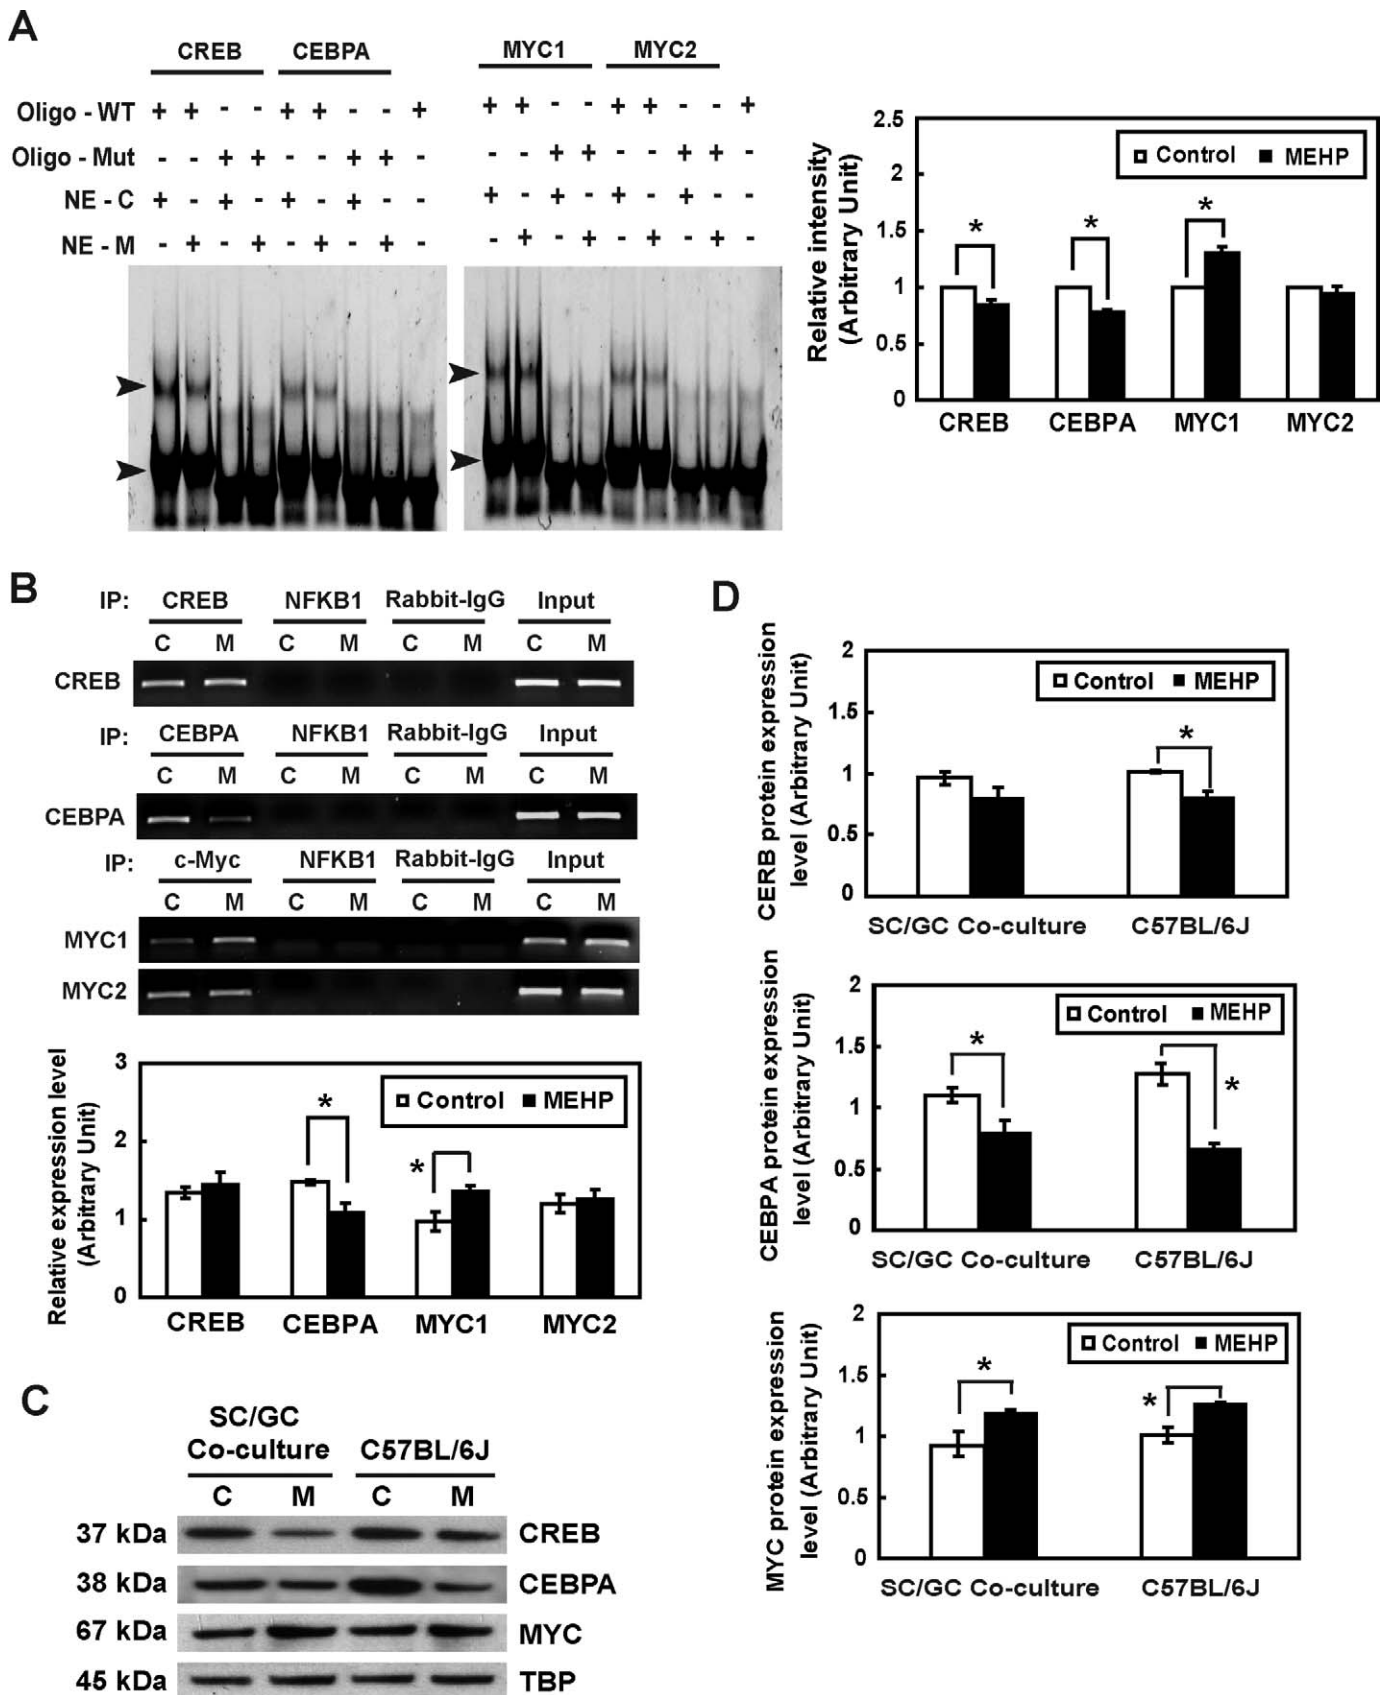 A
CREB CEBPA
Oligo - WT + + - - + + - - +
Oligo - Mut - - + + - - + + -
NE - C + - + - + - + - -
NE - M - + - + - + - + -
MYC1 MYC2
+ + - - + + - - +
- - + + - - + + -
+ - + - + - + - -
- + - + - + - + -
Relative intensity
(Arbitrary Unit)
2.5
2
1.5
1
0.5
0
Control MEHP
* * *
CREB CEBPA MYC1 MYC2
B
IP: CREB NFKB1 Rabbit-IgG Input
C M C M C M C M
CREB
IP: CEBPA NFKB1 Rabbit-IgG Input
C M C M C M C M
CEBPA
IP: c-Myc NFKB1 Rabbit-IgG Input
C M C M C M C M
MYC1
MYC2
Relative expression level
(Arbitrary Unit)
3
2
1
0
Control MEHP
* *
CREB CEBPA MYC1 MYC2
C
SC/GC
Co-culture C57BL/6J
C M C M
37 kDa CREB
38 kDa CEBPA
67 kDa MYC
45 kDa TBP
D
CERB protein expression
level (Arbitrary Unit)
2
1.5
1
0.5
0
Control MEHP
*
SC/GC Co-culture C57BL/6J
CEBPA protein expression
level (Arbitrary Unit)
2
1.5
1
0.5
0
Control MEHP
* *
SC/GC Co-culture C57BL/6J
MYC protein expression
level (Arbitrary Unit)
2
1.5
1
0.5
0
Control MEHP
* *
SC/GC Co-culture C57BL/6J